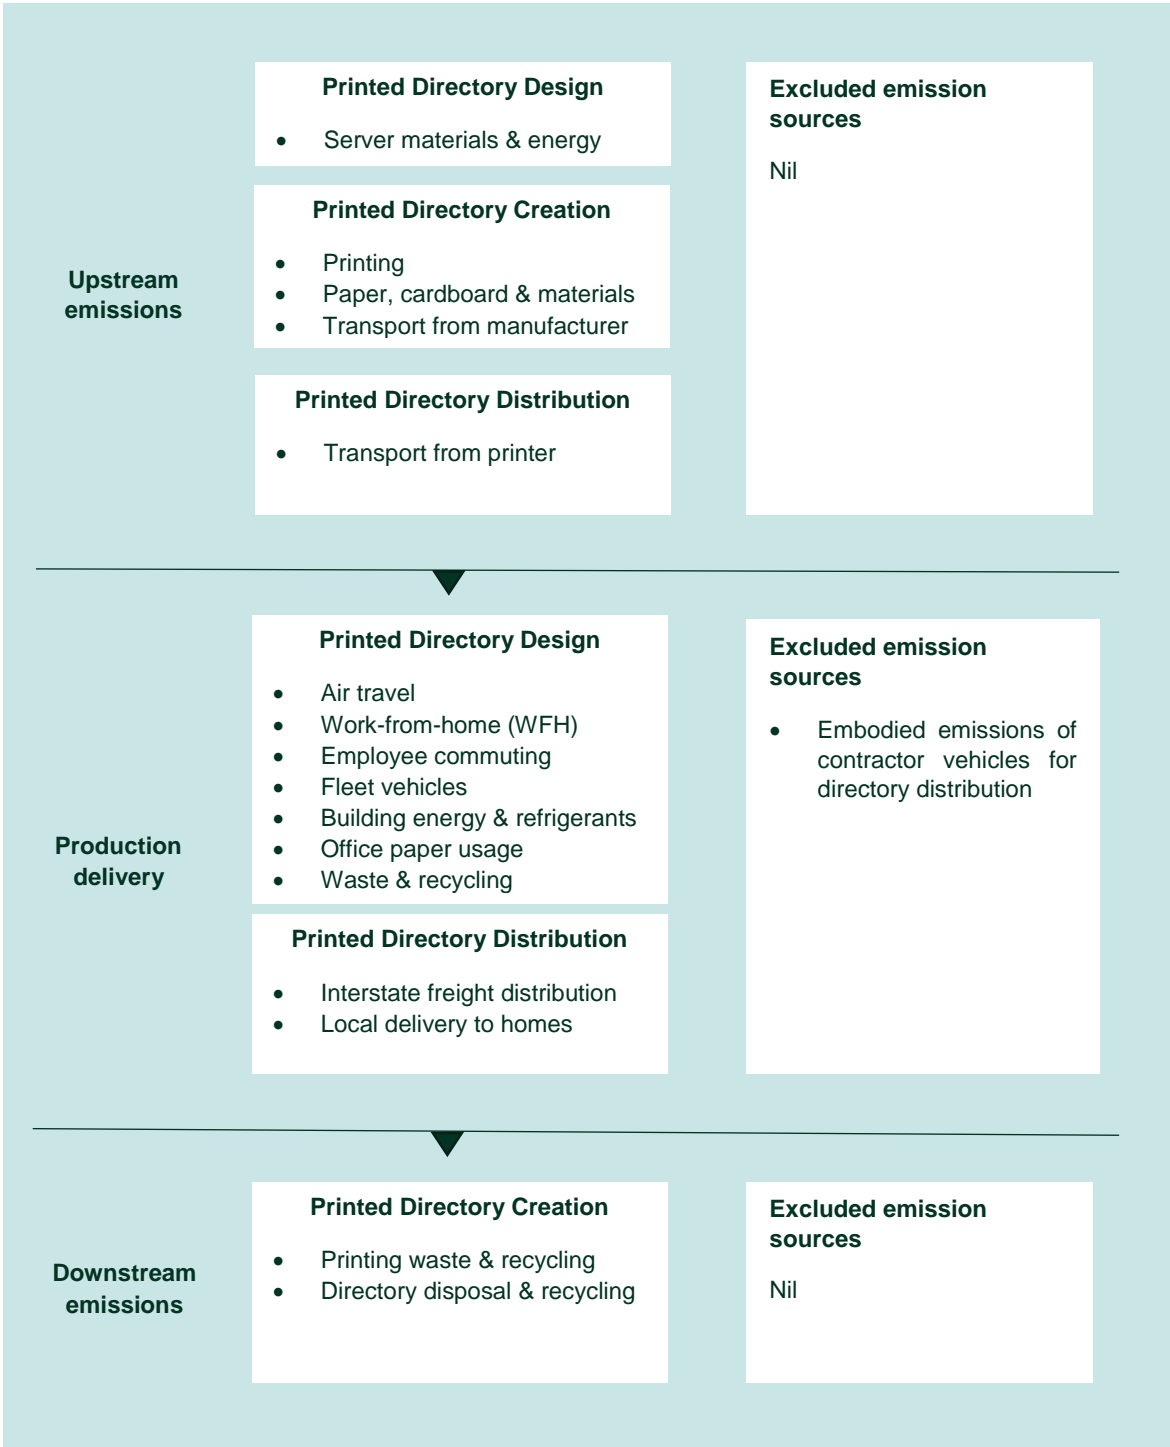 Printed Directory Design
• Server materials & energy
Printed Directory Creation
• Printing
• Paper, cardboard & materials
• Transport from manufacturer
Printed Directory Distribution
• Transport from printer
Upstream
emissions
Excluded emission
sources
Nil
Printed Directory Design
• Air travel
• Work-from-home (WFH)
• Employee commuting
• Fleet vehicles
• Building energy & refrigerants
• Office paper usage
• Waste & recycling
Printed Directory Distribution
• Interstate freight distribution
• Local delivery to homes
Production
delivery
Excluded emission
sources
• Embodied emissions of
contractor vehicles for
directory distribution
Printed Directory Creation
• Printing waste & recycling
• Directory disposal & recycling
Downstream
emissions
Excluded emission
sources
Nil